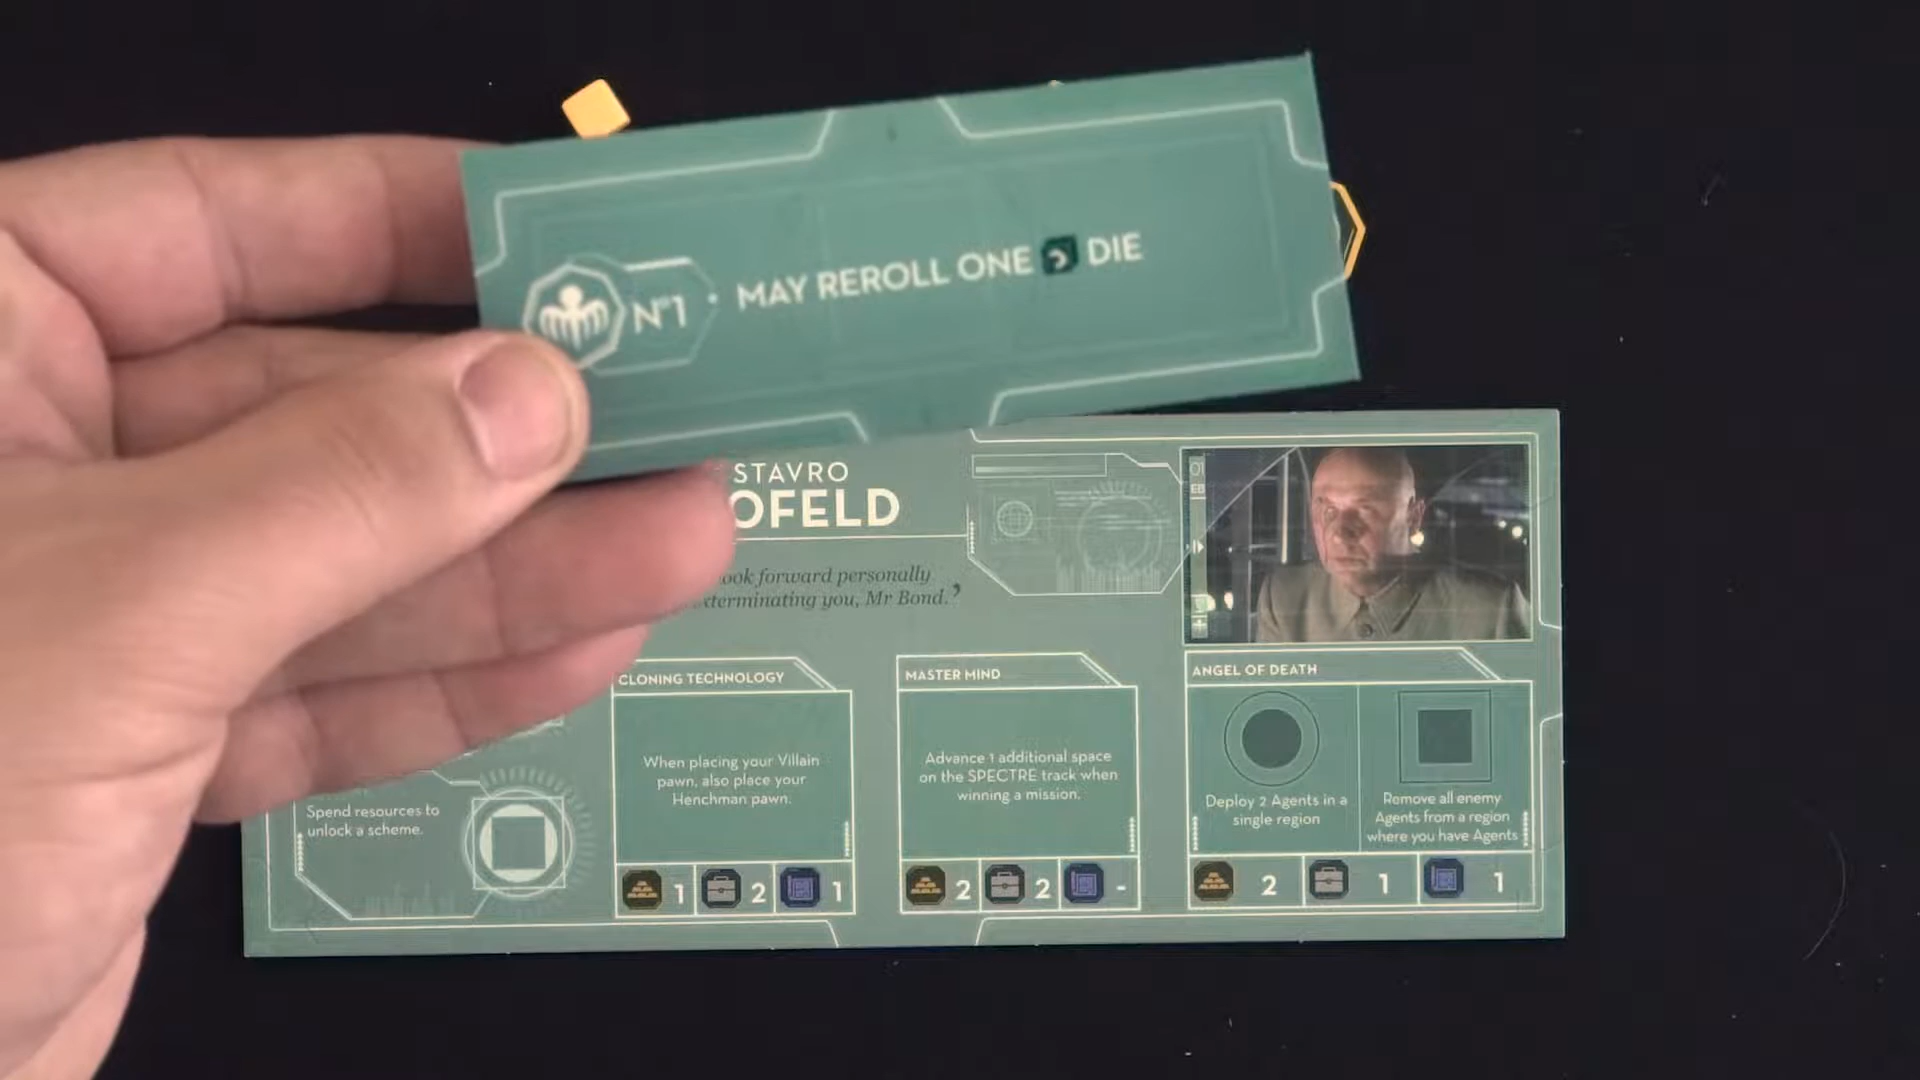 N°1 · MAY REROLL ONE DIE
STAVRO
OFELD
ook forward personally
xterminating you, Mr Bond.’
Spend resources to
unlock a scheme.
CLONING TECHNOLOGY
When placing your Villain
pawn, also place your
Henchman pawn.
1 2 1
MASTER MIND
Advance 1 additional space
on the SPECTRE track when
winning a mission.
2 2 -
ANGEL OF DEATH
Deploy 2 Agents in a
single region
Remove all enemy
Agents from a region
where you have Agents
2 1 1